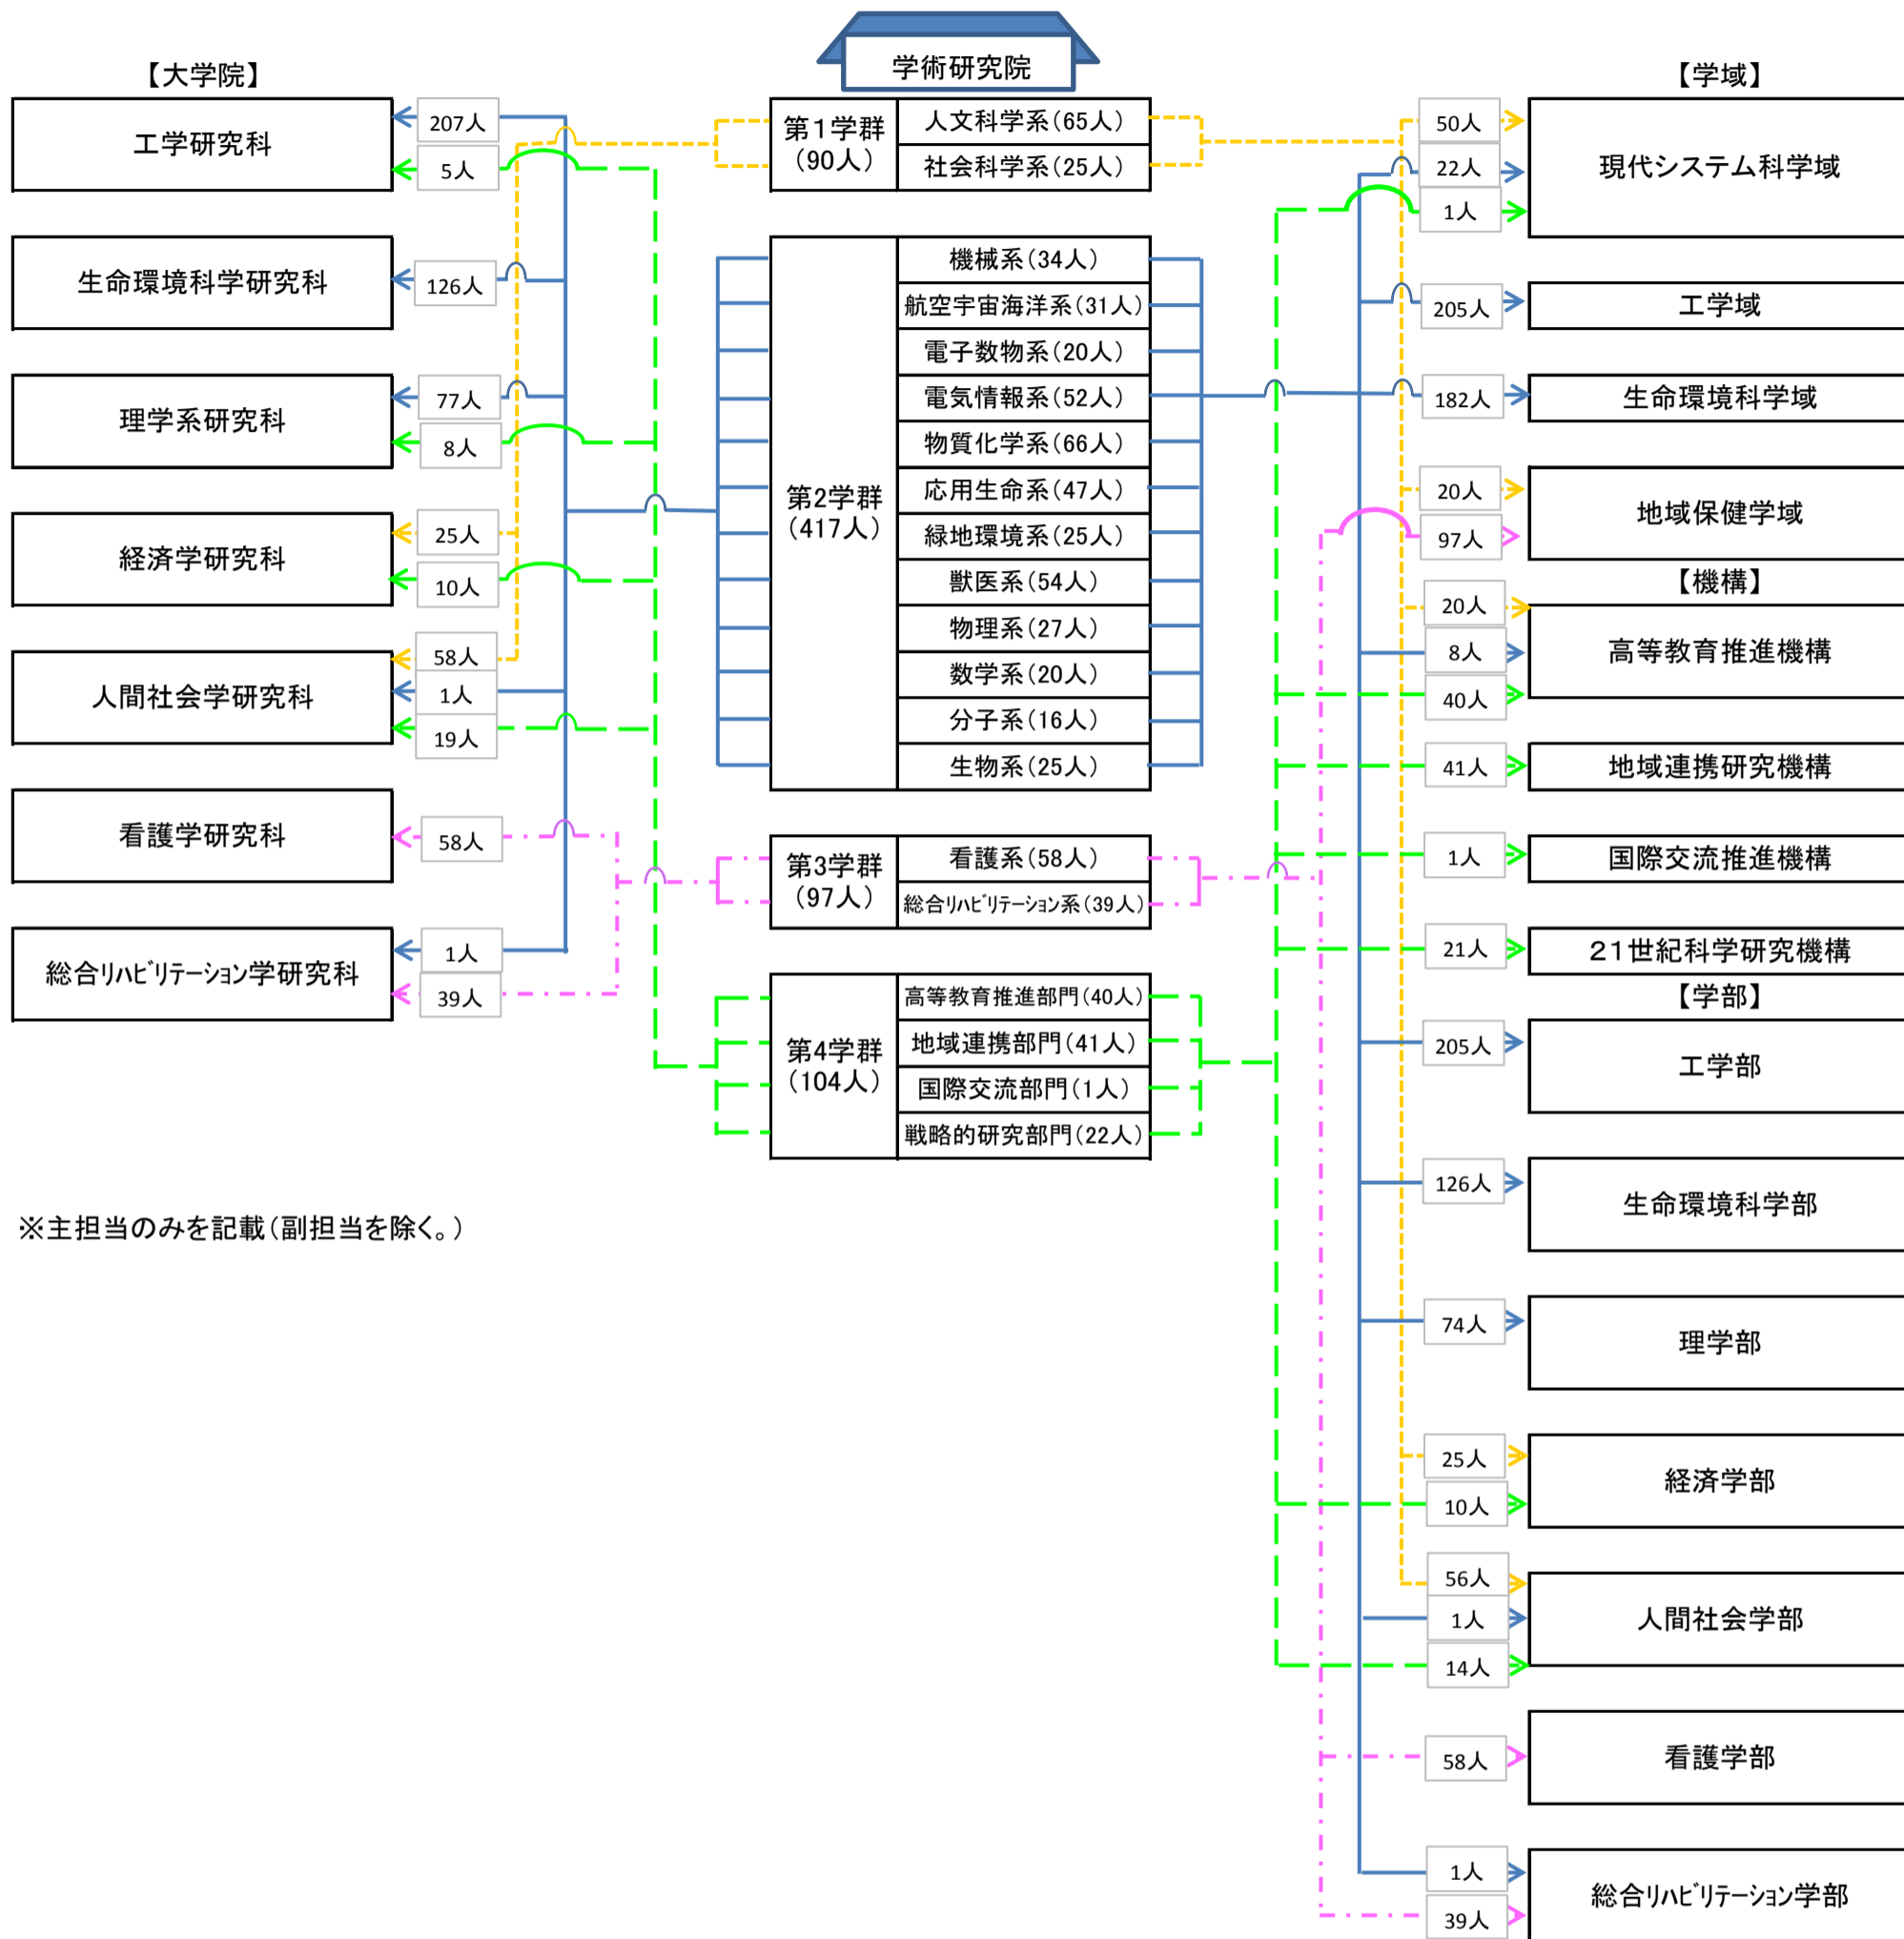 学術研究院
【大学院】
工学研究科
207人
5人
生命環境科学研究科
126人
理学系研究科
77人
8人
経済学研究科
25人
10人
人間社会学研究科
58人
1人
19人
看護学研究科
58人
総合リハビリテーション学研究科
1人
39人
※主担当のみを記載(副担当を除く。)
第1学群
(90人)
人文科学系(65人)
社会科学系(25人)
第2学群
(417人)
機械系(34人)
航空宇宙海洋系(31人)
電子数物系(20人)
電気情報系(52人)
物質化学系(66人)
応用生命系(47人)
緑地環境系(25人)
獣医系(54人)
物理系(27人)
数学系(20人)
分子系(16人)
生物系(25人)
第3学群
(97人)
看護系(58人)
総合リハビリテーション系(39人)
第4学群
(104人)
高等教育推進部門(40人)
地域連携部門(41人)
国際交流部門(1人)
戦略的研究部門(22人)
【学域】
50人
22人
1人
現代システム科学域
205人
工学域
182人
生命環境科学域
20人
97人
地域保健学域
【機構】
20人
8人
40人
高等教育推進機構
41人
地域連携研究機構
1人
国際交流推進機構
21人
21世紀科学研究機構
【学部】
205人
工学部
126人
生命環境科学部
74人
理学部
25人
10人
経済学部
56人
1人
14人
人間社会学部
58人
看護学部
1人
39人
総合リハビリテーション学部